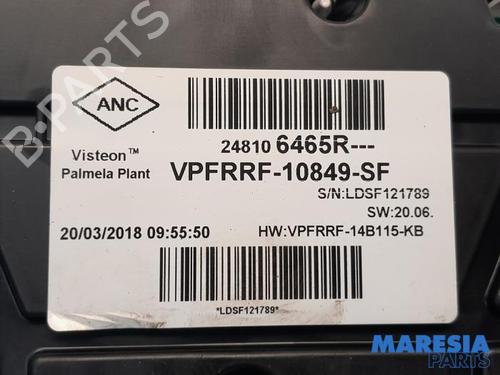 ANC
Visteon™
Palmela Plant
24810 6465R---
VPFRRF-10849-SF
S/N:LDSF121789
SW:20.06.
20/03/2018 09:55:50
HW:VPFRRF-14B115-KB
*LDSF121789*
B-PARTS
MARESIA
PARTS